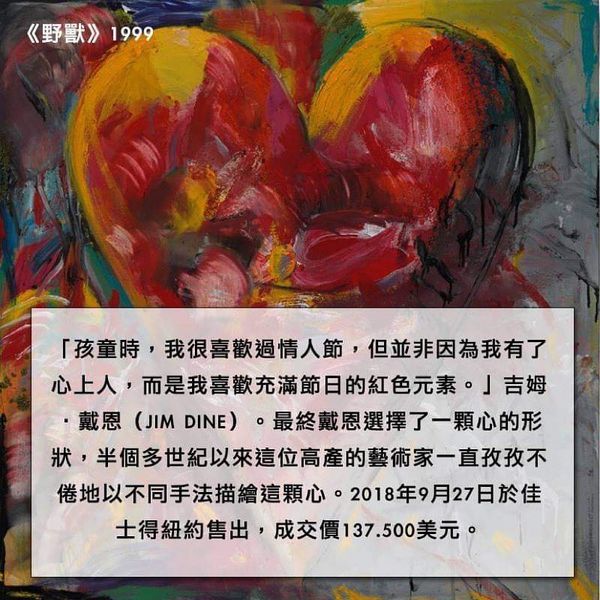 《野獸》1999
「孩童時，我很喜歡過情人節，但並非因為我有了
心上人，而是我喜歡充滿節日的紅色元素。」吉姆
·戴恩（JIM DINE）。最終戴恩選擇了一顆心的形
狀，半個多世紀以來這位高產的藝術家一直孜孜不
倦地以不同手法描繪這顆心。2018年9月27日於佳
士得紐約售出，成交價137.500美元。